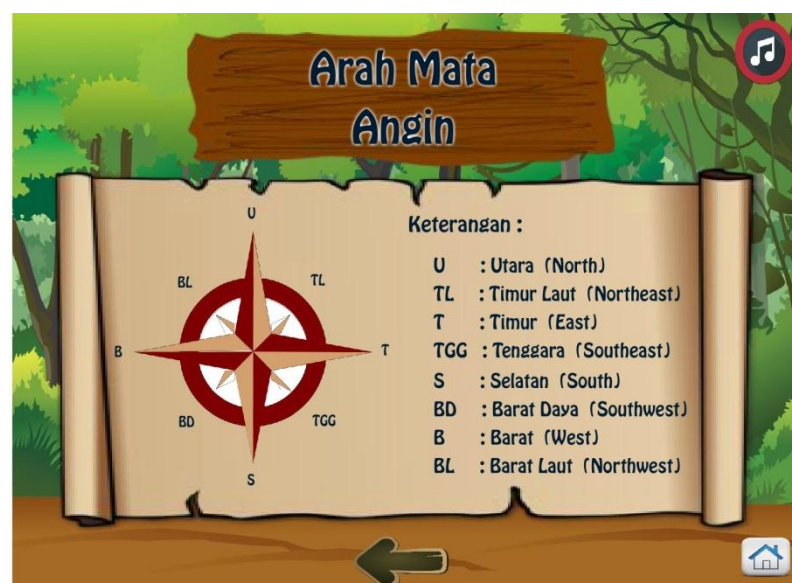 Arah Mata
Angin
U
BL
TL
B
T
BD
TGG
S
Keterangan :
U : Utara (North)
TL : Timur Laut (Northeast)
T : Timur (East)
TGG : Tenggara (Southeast)
S : Selatan (South)
BD : Barat Daya (Southwest)
B : Barat (West)
BL : Barat Laut (Northwest)